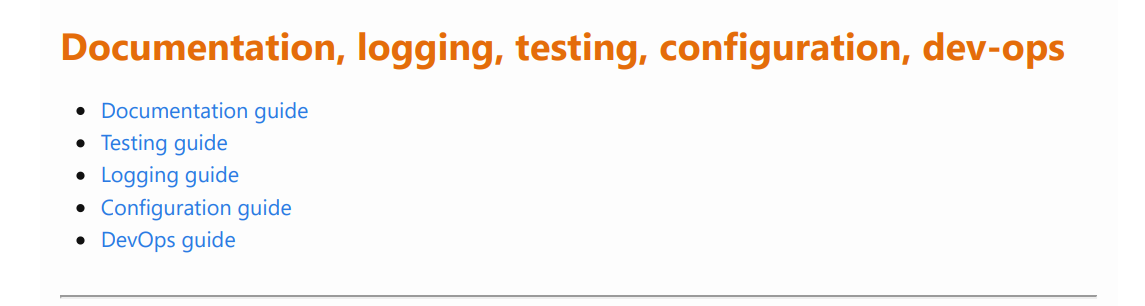 Documentation, logging, testing, configuration, dev-ops
Documentation guide
Testing guide
Logging guide
Configuration guide
DevOps guide